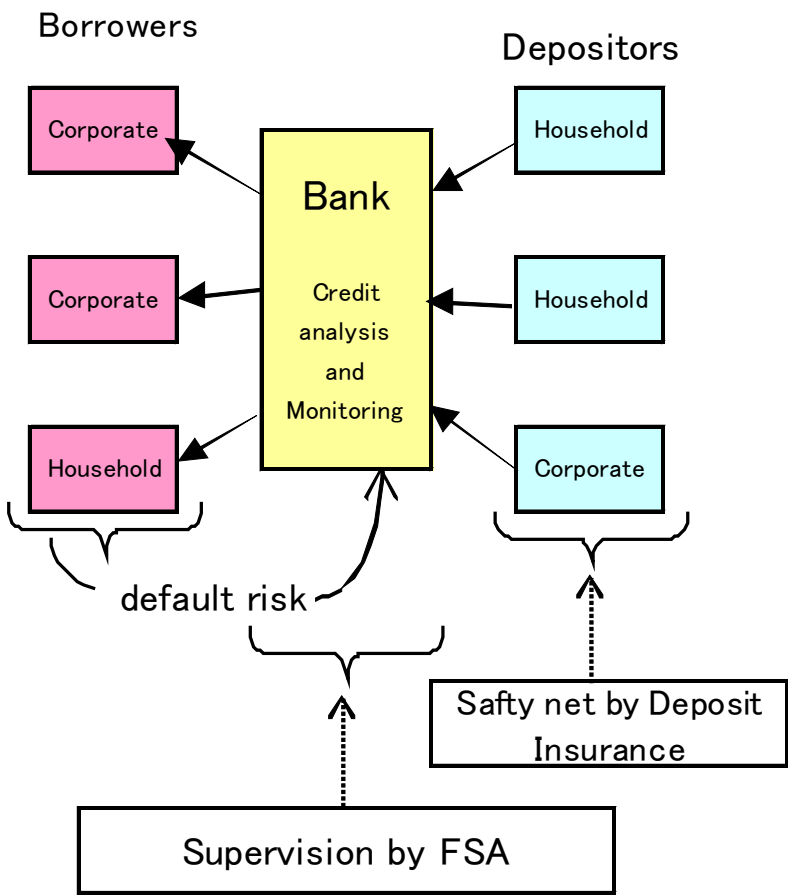 Borrowers
Depositors
Corporate
Household
Bank
Corporate
Credit
analysis
and
Monitoring
Household
Household
Corporate
default risk
Safty net by Deposit
Insurance
Supervision by FSA